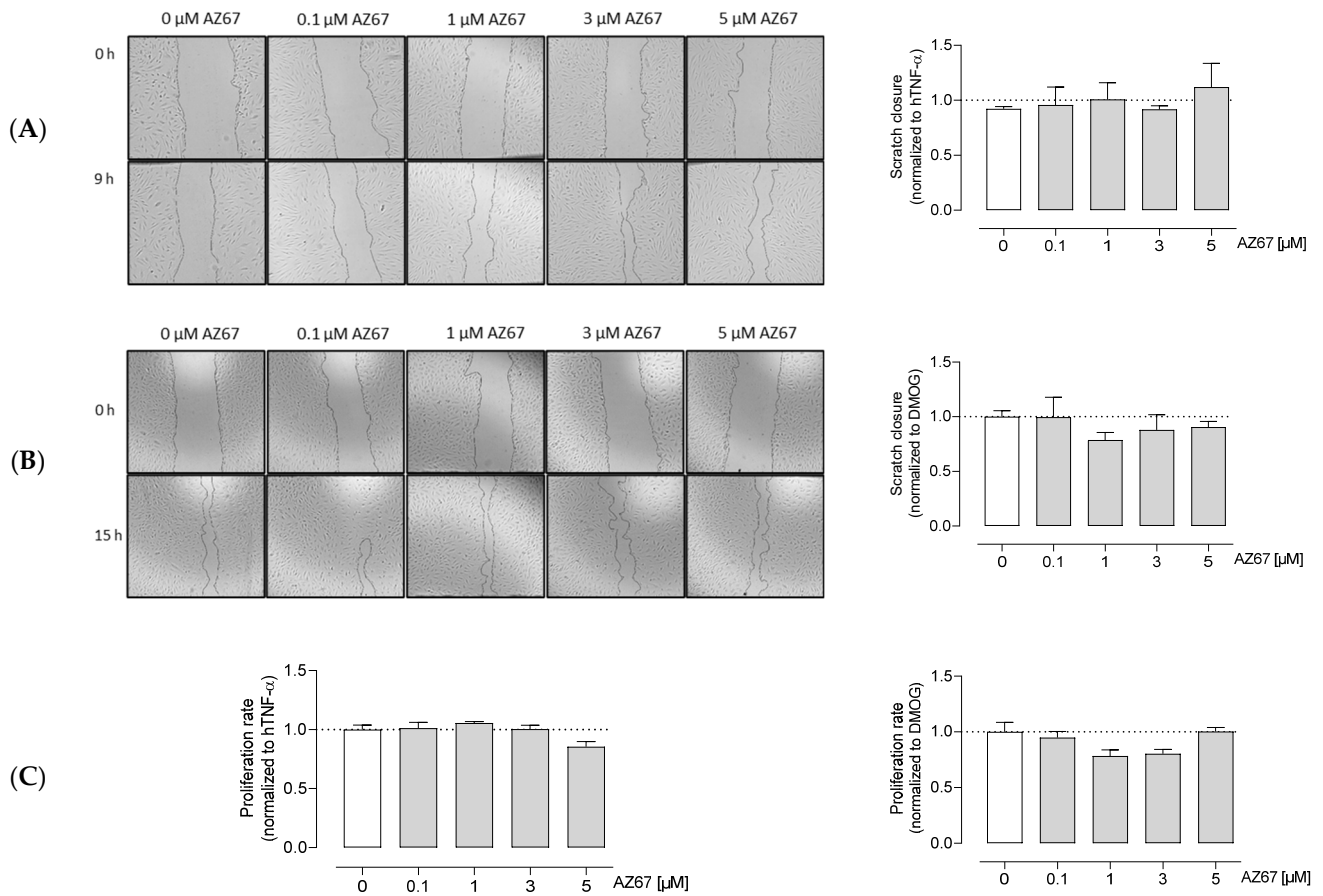 (A)
0 µM AZ67 0.1 µM AZ67 1 µM AZ67 3 µM AZ67 5 µM AZ67
0 h
9 h
Scratch closure
(normalized to hTNF-α)
1.5
1.0
0.5
0.0
0 0.1 1 3 5 AZ67 [µM]
(B)
0 µM AZ67 0.1 µM AZ67 1 µM AZ67 3 µM AZ67 5 µM AZ67
0 h
15 h
Scratch closure
(normalized to DMOG)
1.5
1.0
0.5
0.0
0 0.1 1 3 5 AZ67 [µM]
(C)
Proliferation rate
(normalized to hTNF-α)
1.5
1.0
0.5
0.0
0 0.1 1 3 5 AZ67 [µM]
Proliferation rate
(normalized to DMOG)
1.5
1.0
0.5
0.0
0 0.1 1 3 5 AZ67 [µM]